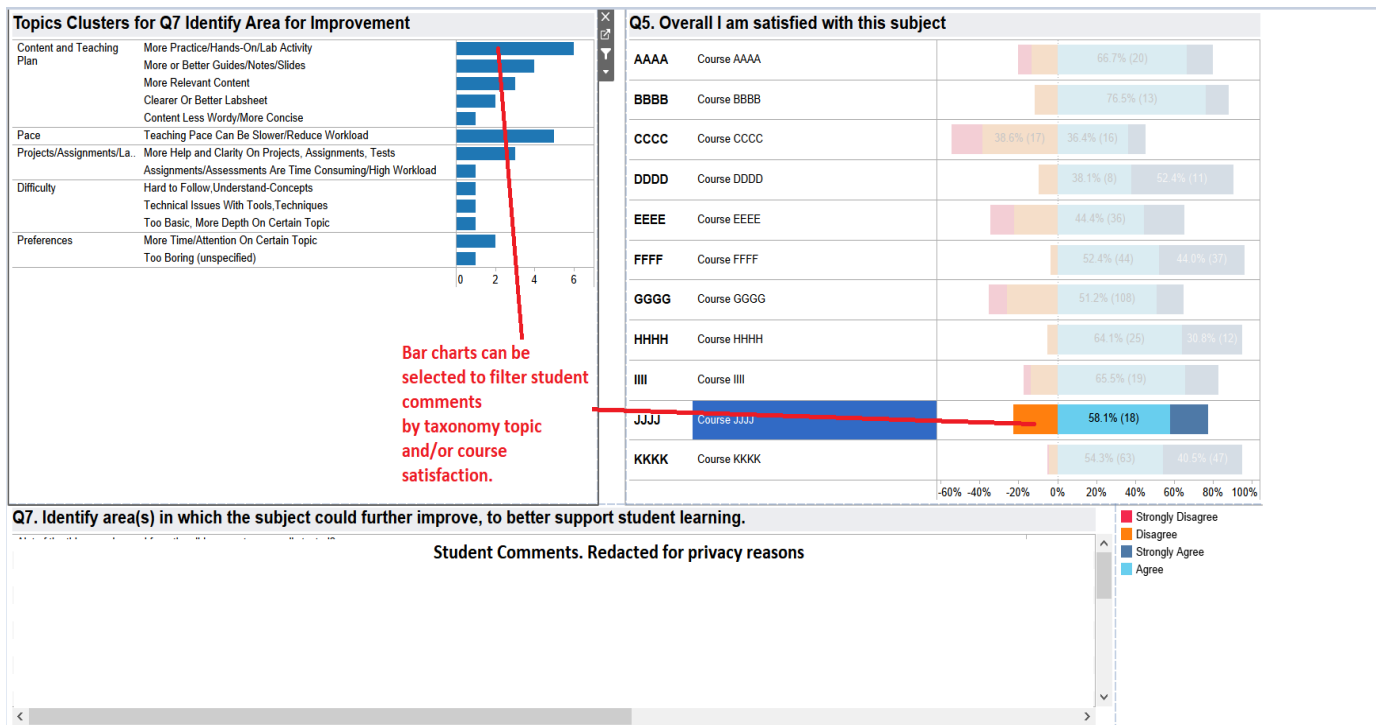 Topics Clusters for Q7 Identify Area for Improvement
Content and Teaching Plan
More Practice/Hands-On/Lab Activity
More or Better Guides/Notes/Slides
More Relevant Content
Clearer Or Better Labsheet
Content Less Wordy/More Concise
Pace
Teaching Pace Can Be Slower/Reduce Workload
Projects/Assignments/La..
More Help and Clarity On Projects, Assignments, Tests
Assignments/Assessments Are Time Consuming/High Workload
Difficulty
Hard to Follow,Understand-Concepts
Technical Issues With Tools,Techniques
Too Basic, More Depth On Certain Topic
Preferences
More Time/Attention On Certain Topic
Too Boring (unspecified)
0 2 4 6
Bar charts can be
selected to filter student
comments
by taxonomy topic
and/or course
satisfaction.
Q5. Overall I am satisfied with this subject
AAAA Course AAAA 66.7% (20)
BBBB Course BBBB 76.5% (13)
CCCC Course CCCC 38.6% (17) 36.4% (16)
DDDD Course DDDD 38.1% (8) 52.4% (11)
EEEE Course EEEE 44.4% (36)
FFFF Course FFFF 52.4% (44) 44.0% (37)
GGGG Course GGGG 51.2% (108)
HHHH Course HHHH 64.1% (25) 30.8% (12)
IIII Course IIII 65.5% (19)
JJJJ Course JJJJ 58.1% (18)
KKKK Course KKKK 54.3% (63) 40.5% (47)
-60% -40% -20% 0% 20% 40% 60% 80% 100%
Q7. Identify area(s) in which the subject could further improve, to better support student learning.
Student Comments. Redacted for privacy reasons
Strongly Disagree
Disagree
Strongly Agree
Agree